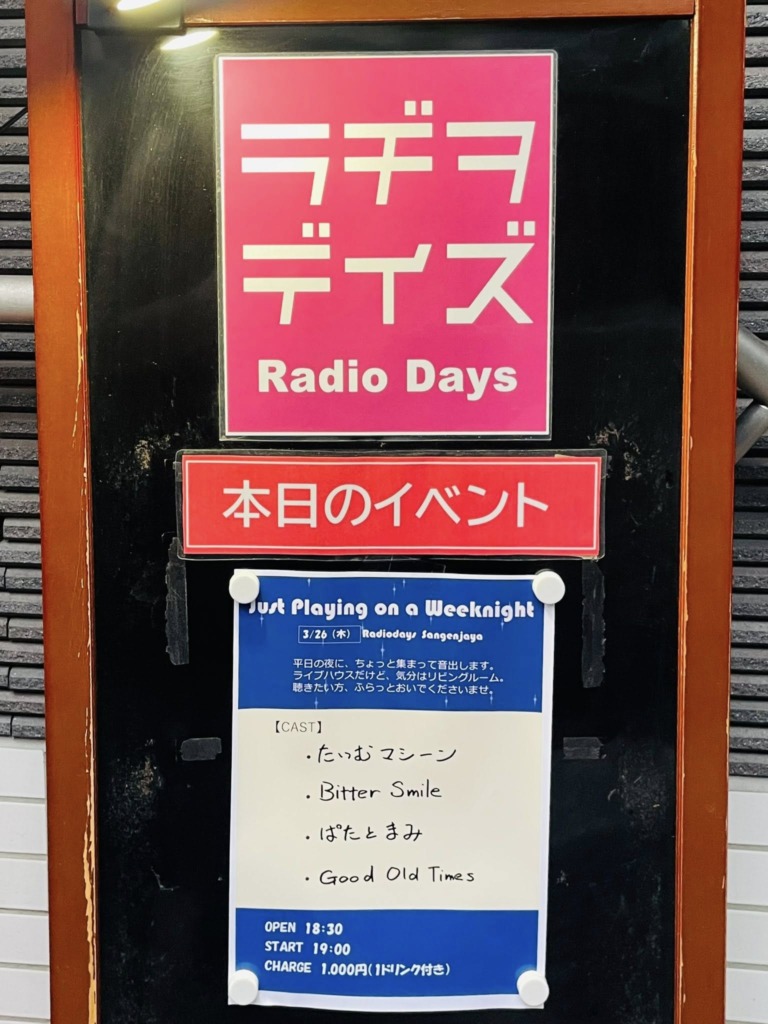 ラヂヲ
デイズ
Radio Days
本日のイベント
Just Playing on a Weeknight
3/26（木） Radiodays Sangenjaya
平日の夜に、ちょっと集まって音出します。
ライブハウスだけど、気分はリビングルーム。
聴きたい方、ふらっとおいでくださいませ。
【CAST】
・たいむマシーン
・Bitter Smile
・ぱたとまみ
・Good Old Times
OPEN 18:30
START 19:00
CHARGE 1.000円(1ドリンク付き)